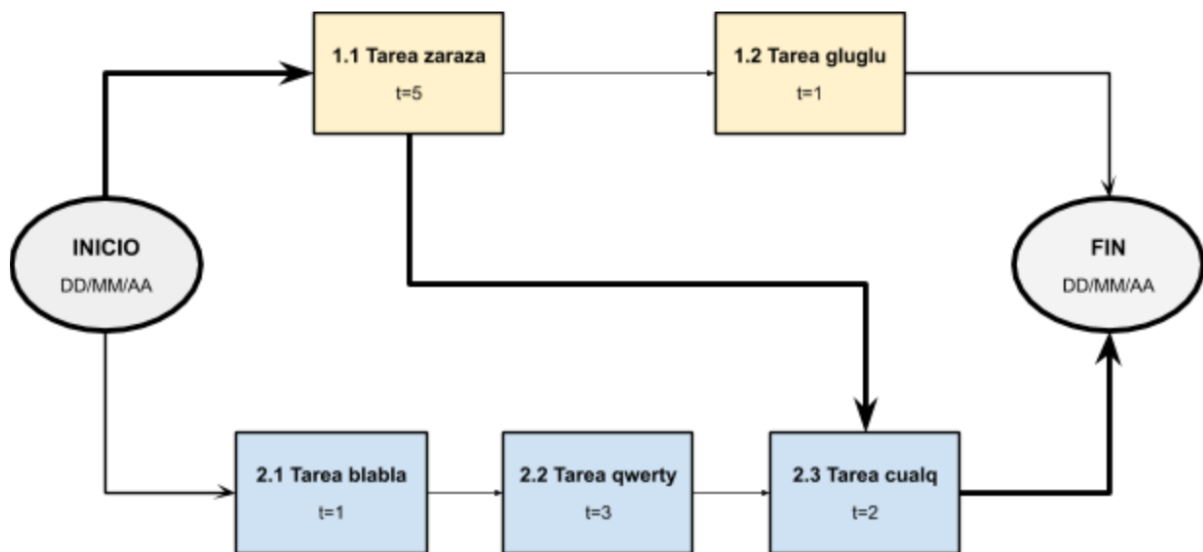 1.1 Tarea zaraza
t=5
1.2 Tarea gluglu
t=1
INICIO
DD/MM/AA
FIN
DD/MM/AA
2.1 Tarea blabla
t=1
2.2 Tarea qwerty
t=3
2.3 Tarea cualq
t=2